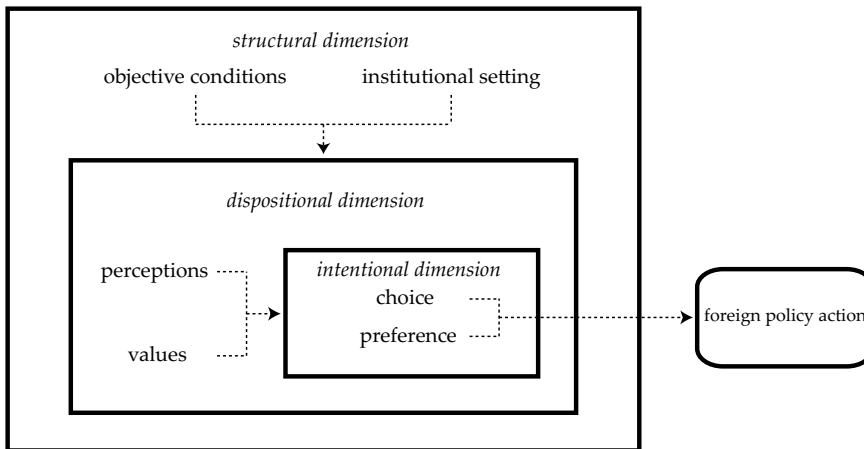 structural dimension
objective conditions institutional setting
dispositional dimension
perceptions
values
intentional dimension
choice
preference
foreign policy action